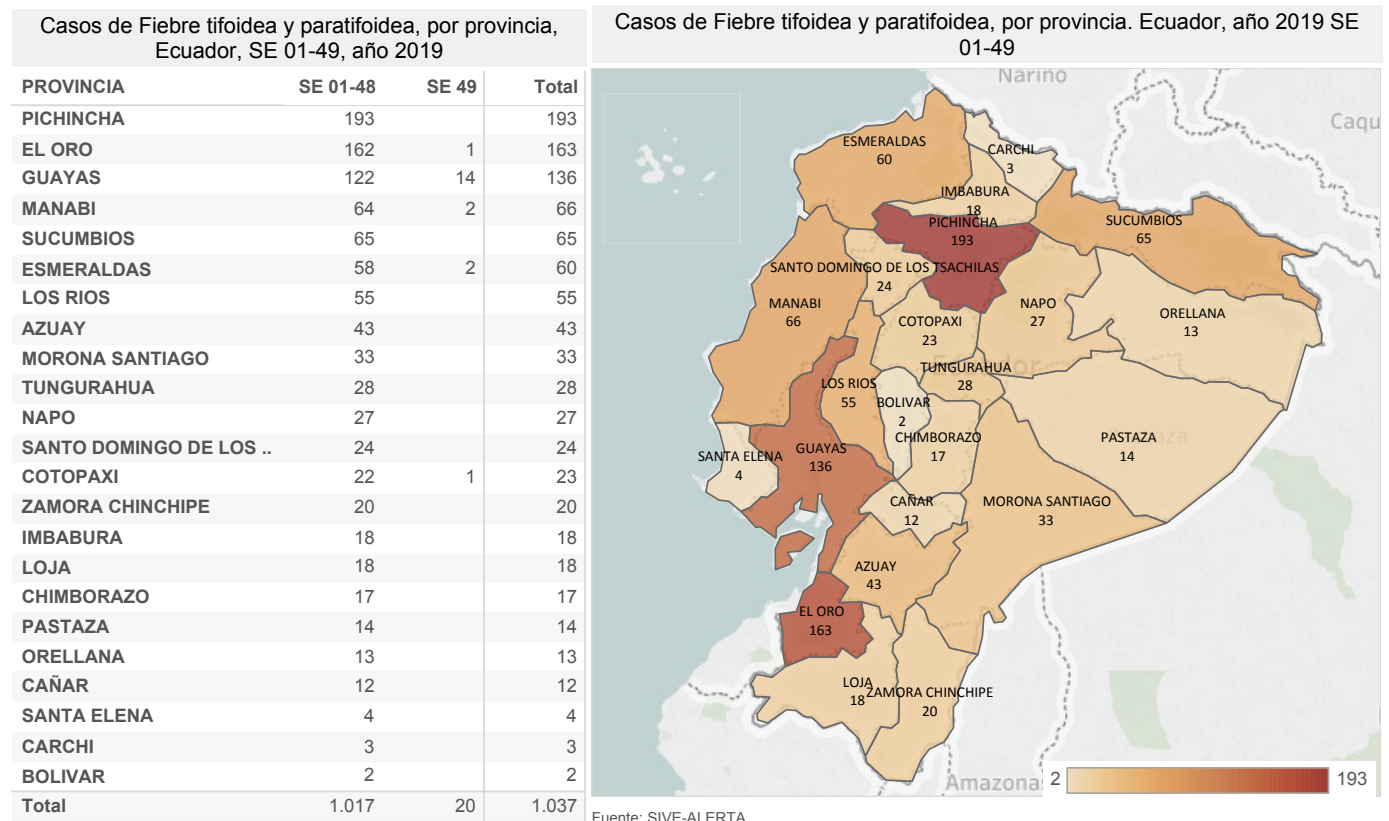 Casos de Fiebre tifoidea y paratifoidea, por provincia,
Ecuador, SE 01-49, año 2019
PROVINCIA SE 01-48 SE 49 Total
PICHINCHA 193 193
EL ORO 162 1 163
GUAYAS 122 14 136
MANABI 64 2 66
SUCUMBIOS 65 65
ESMERALDAS 58 2 60
LOS RIOS 55 55
AZUAY 43 43
MORONA SANTIAGO 33 33
TUNGURAHUA 28 28
NAPO 27 27
SANTO DOMINGO DE LOS .. 24 24
COTOPAXI 22 1 23
ZAMORA CHINCHIPE 20 20
IMBABURA 18 18
LOJA 18 18
CHIMBORAZO 17 17
PASTAZA 14 14
ORELLANA 13 13
CAÑAR 12 12
SANTA ELENA 4 4
CARCHI 3 3
BOLIVAR 2 2
Total 1.017 20 1.037
Casos de Fiebre tifoidea y paratifoidea, por provincia. Ecuador, año 2019 SE
01-49
Nariño
Caqu
ESMERALDAS
60
CARCHI
3
IMBABURA
18
PICHINCHA
193
SUCUMBIOS
65
SANTO DOMINGO DE LOS TSACHILAS
24
MANABI
66
NAPO
27
ORELLANA
13
COTOPAXI
23
TUNGURAHUA
28
LOS RIOS
55
BOLIVAR
2
CHIMBORAZO
17
PASTAZA
14
SANTA ELENA
4
GUAYAS
136
CAÑAR
12
MORONA SANTIAGO
33
AZUAY
43
EL ORO
163
LOJA
18
ZAMORA CHINCHIPE
20
Amazona
2 193
Fuente: SIVE-ALERTA